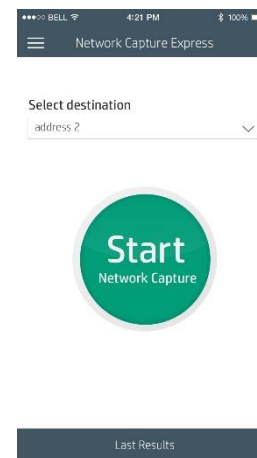 BELL 4:21 PM 100%
Network Capture Express
Select destination
address 2
Start
Network Capture
Last Results